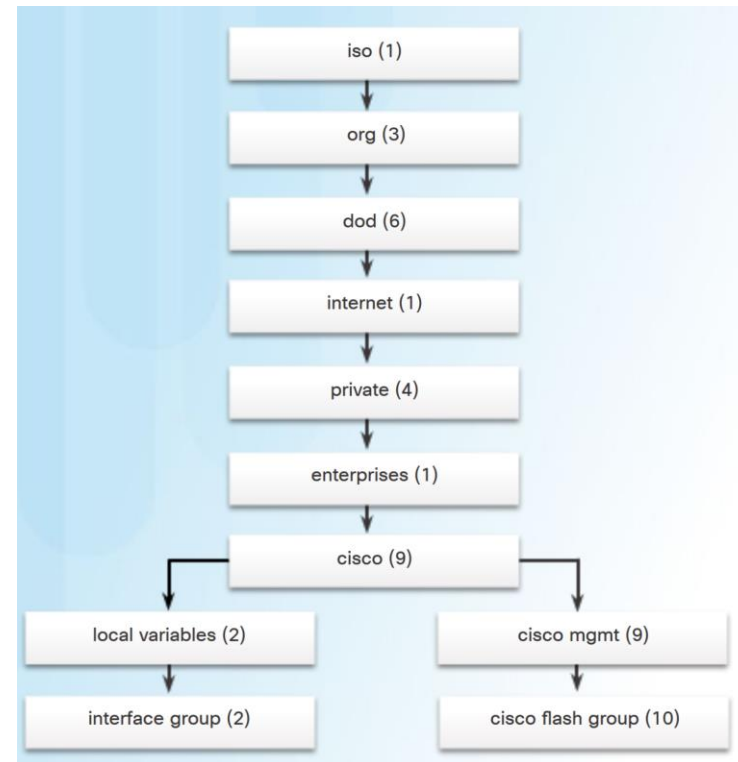 iso (1)
org (3)
dod (6)
internet (1)
private (4)
enterprises (1)
cisco (9)
local variables (2)
cisco mgmt (9)
interface group (2)
cisco flash group (10)